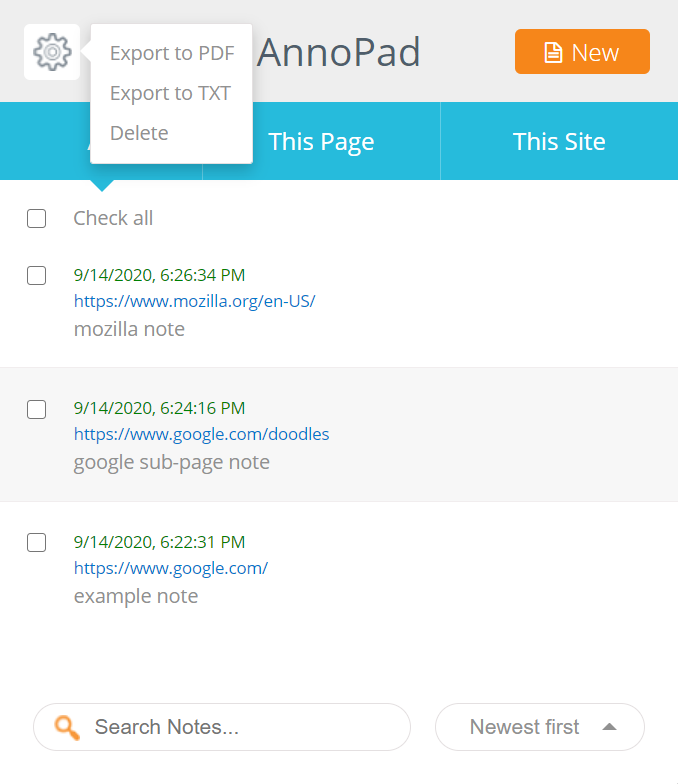 Export to PDF
Export to TXT
Delete
AnnoPad
New
This Page
This Site
Check all
9/14/2020, 6:26:34 PM
https://www.mozilla.org/en-US/
mozilla note
9/14/2020, 6:24:16 PM
https://www.google.com/doodles
google sub-page note
9/14/2020, 6:22:31 PM
https://www.google.com/
example note
Search Notes...
Newest first